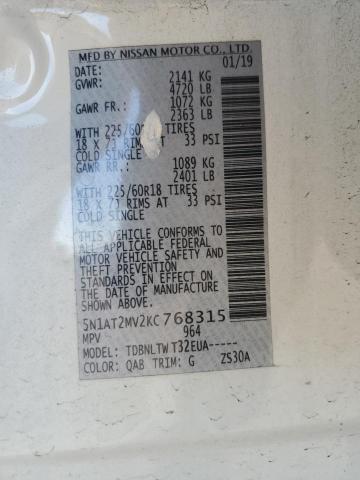 MFD BY NISSAN MOTOR CO., LTD.
DATE: 01/19
GVWR: 2141 KG
4720 LB
GAWR FR.: 1072 KG
2363 LB
WITH 225/60R18 TIRES
18 X 7J RIMS AT 33 PSI
COLD SINGLE
GAWR RR.: 1089 KG
2401 LB
WITH 225/60R18 TIRES
18 X 7J RIMS AT 33 PSI
COLD SINGLE
THIS VEHICLE CONFORMS TO
ALL APPLICABLE FEDERAL
MOTOR VEHICLE SAFETY AND
THEFT PREVENTION
STANDARDS IN EFFECT ON THE
DATE OF MANUFACTURE
SHOWN ABOVE.
5N1AT2MV2KC768315
MPV 964
MODEL: TDBNLTW T32EUA-----
COLOR: QAB TRIM: G ZS30A